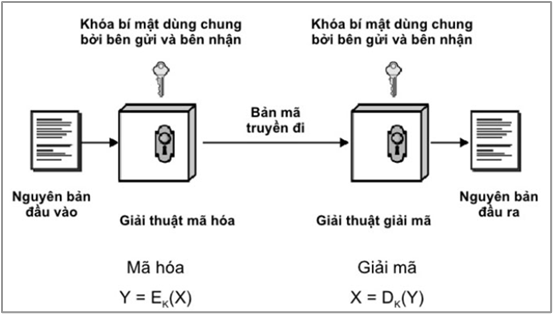 Khóa bí mật dùng chung
bởi bên gửi và bên nhận
Khóa bí mật dùng chung
bởi bên gửi và bên nhận
Bản mã
truyền đi
Nguyên bản
đầu vào
Giải thuật mã hóa
Giải thuật giải mã
Nguyên bản
đầu ra
Mã hóa
Giải mã
Y = EK(X)
X = DK(Y)